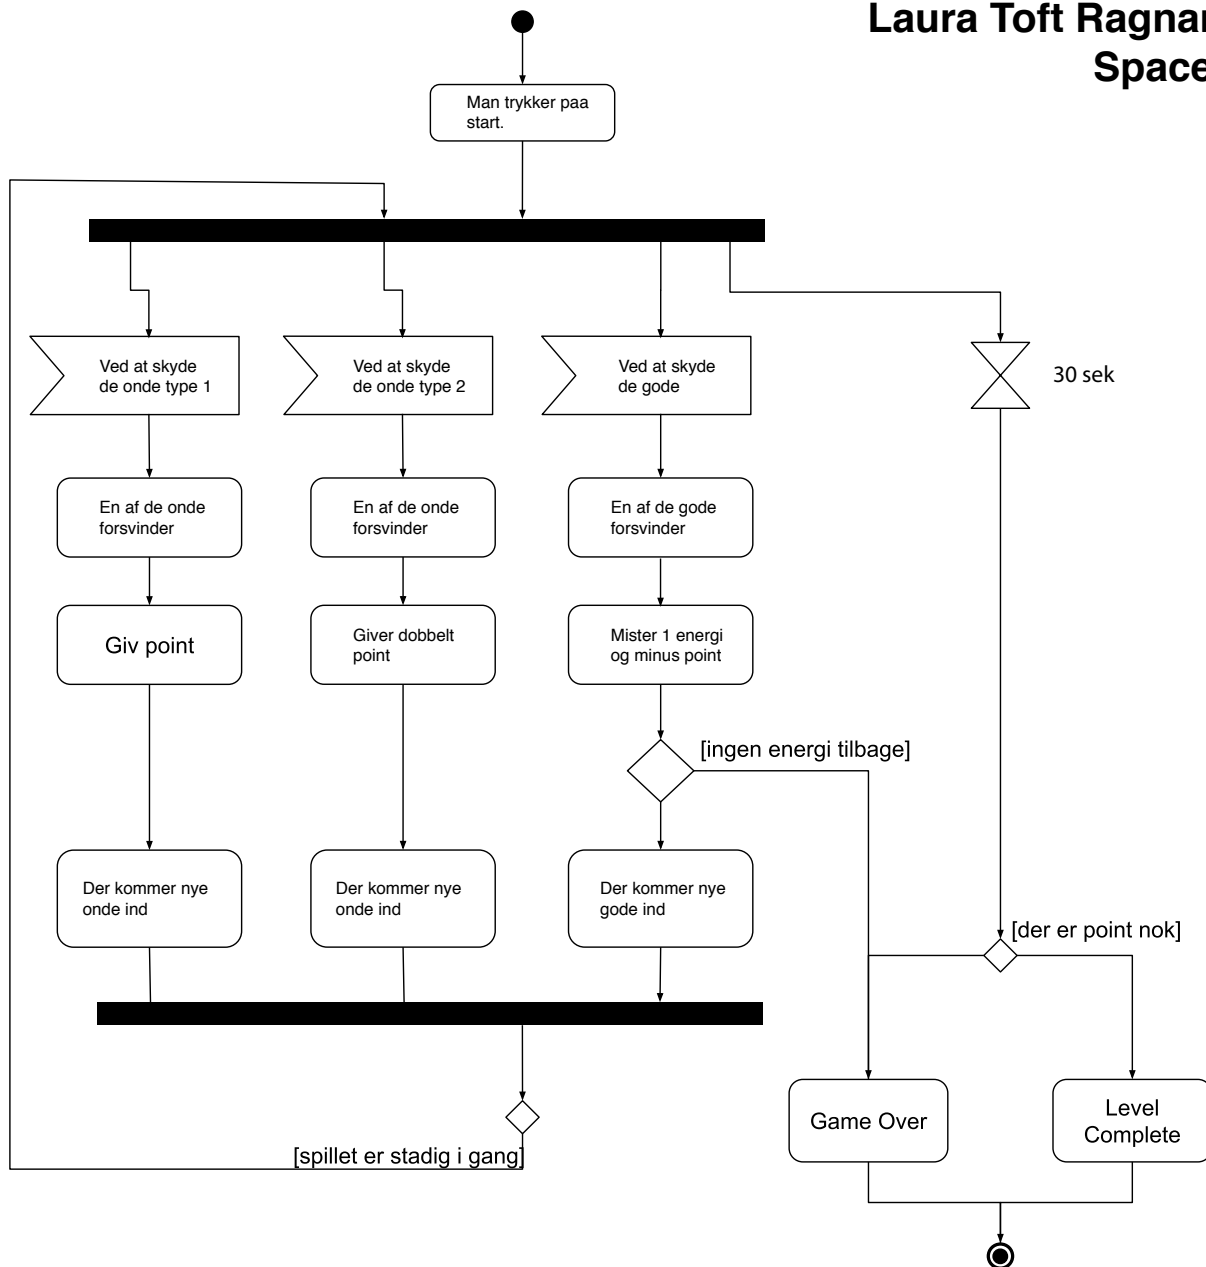 Laura Toft Ragnar
Space
Man trykker paa
start.
Ved at skyde
de onde type 1
Ved at skyde
de onde type 2
Ved at skyde
de gode
30 sek
En af de onde
forsvinder
En af de onde
forsvinder
En af de gode
forsvinder
Giv point
Giver dobbelt
point
Mister 1 energi
og minus point
[ingen energi tilbage]
Der kommer nye
onde ind
Der kommer nye
onde ind
Der kommer nye
gode ind
[der er point nok]
Game Over
Level
Complete
[spillet er stadig i gang]